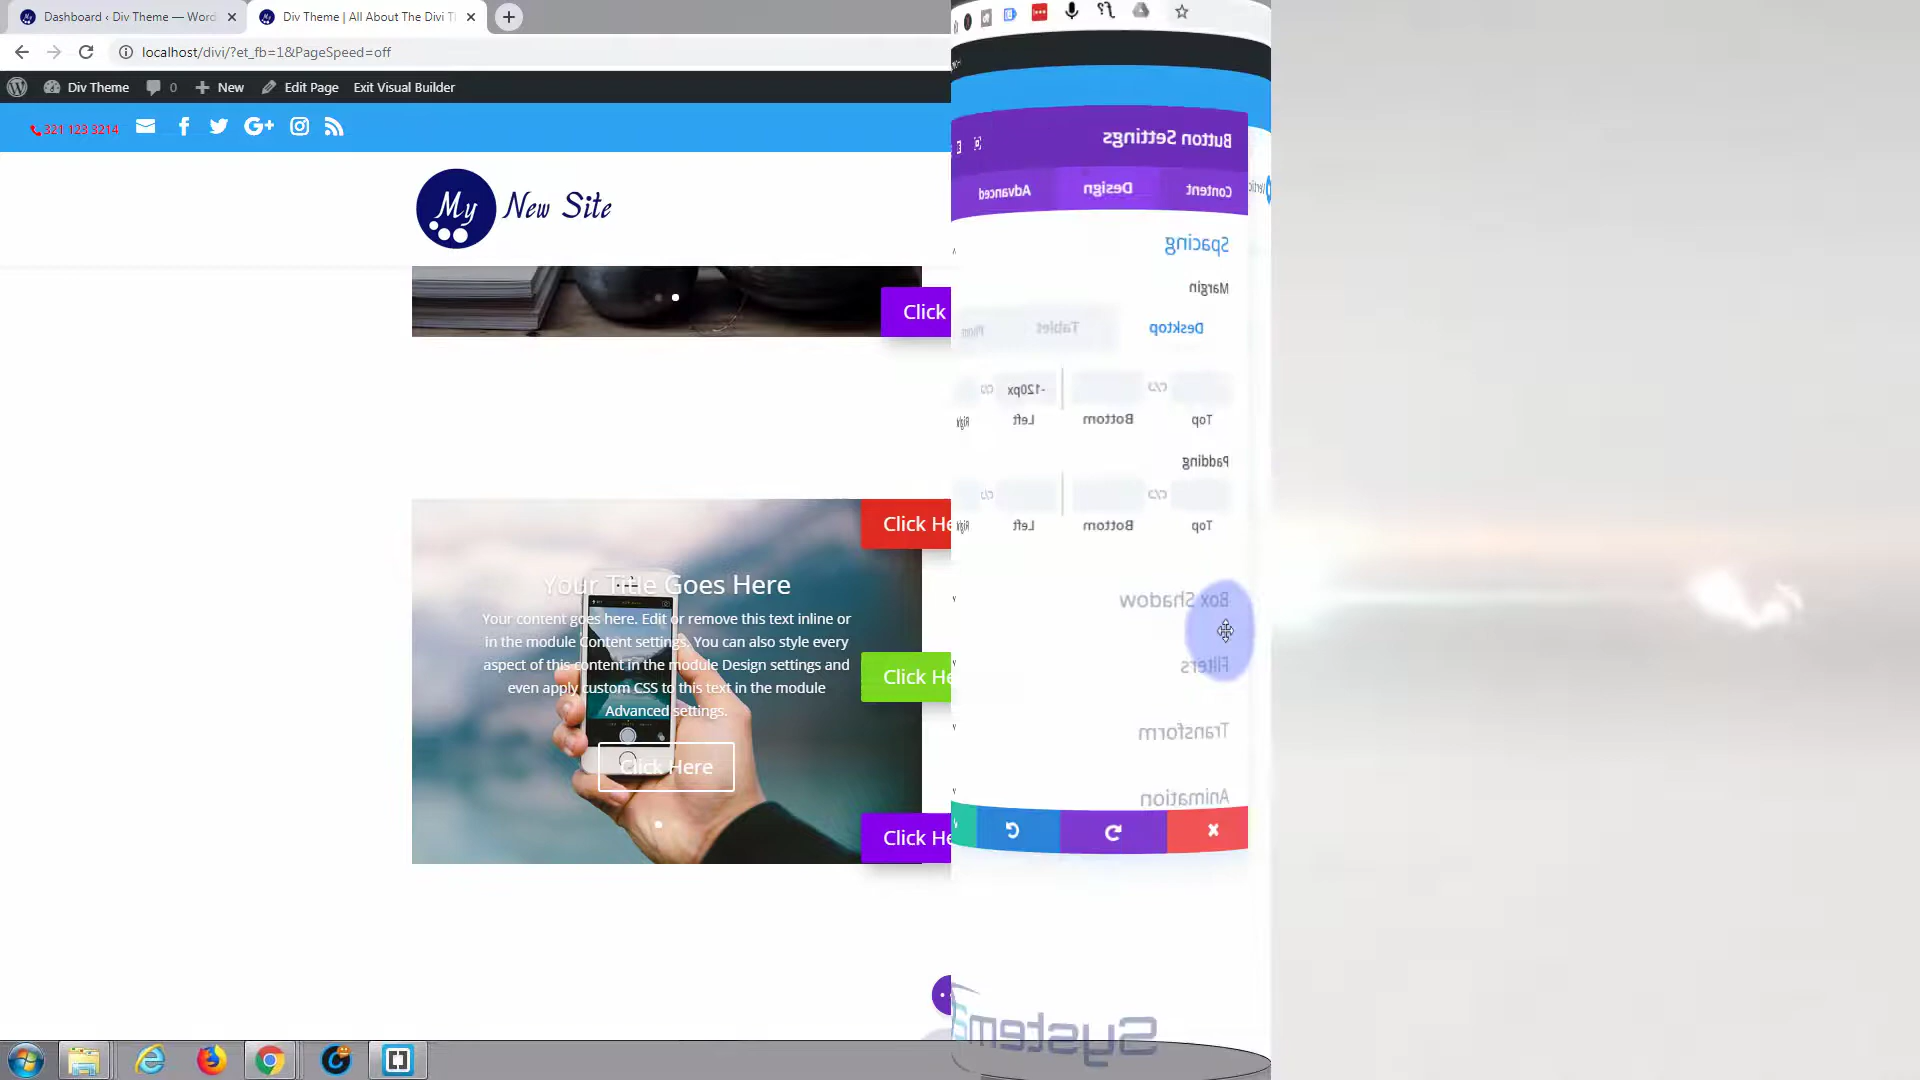 Dashboard ‹ Div Theme — Word
Div Theme | All About The Divi Th
localhost/divi/?et_fb=1&PageSpeed=off
Div Theme
0
New
Edit Page
Exit Visual Builder
321 123 3214
My New Site
Click
Click He
Your Title Goes Here
Your content goes here. Edit or remove this text inline or
in the module Content settings. You can also style every
aspect of this content in the module Design settings and
even apply custom CSS to this text in the module
Advanced settings.
Click He
Click Here
Click He
Button Settings
Content
Design
Advanced
Spacing
Margin
Desktop
Tablet
Phone
-120px
Top
Bottom
Left
Right
Padding
Top
Bottom
Left
Right
Box Shadow
Filters
Transform
Animation
System